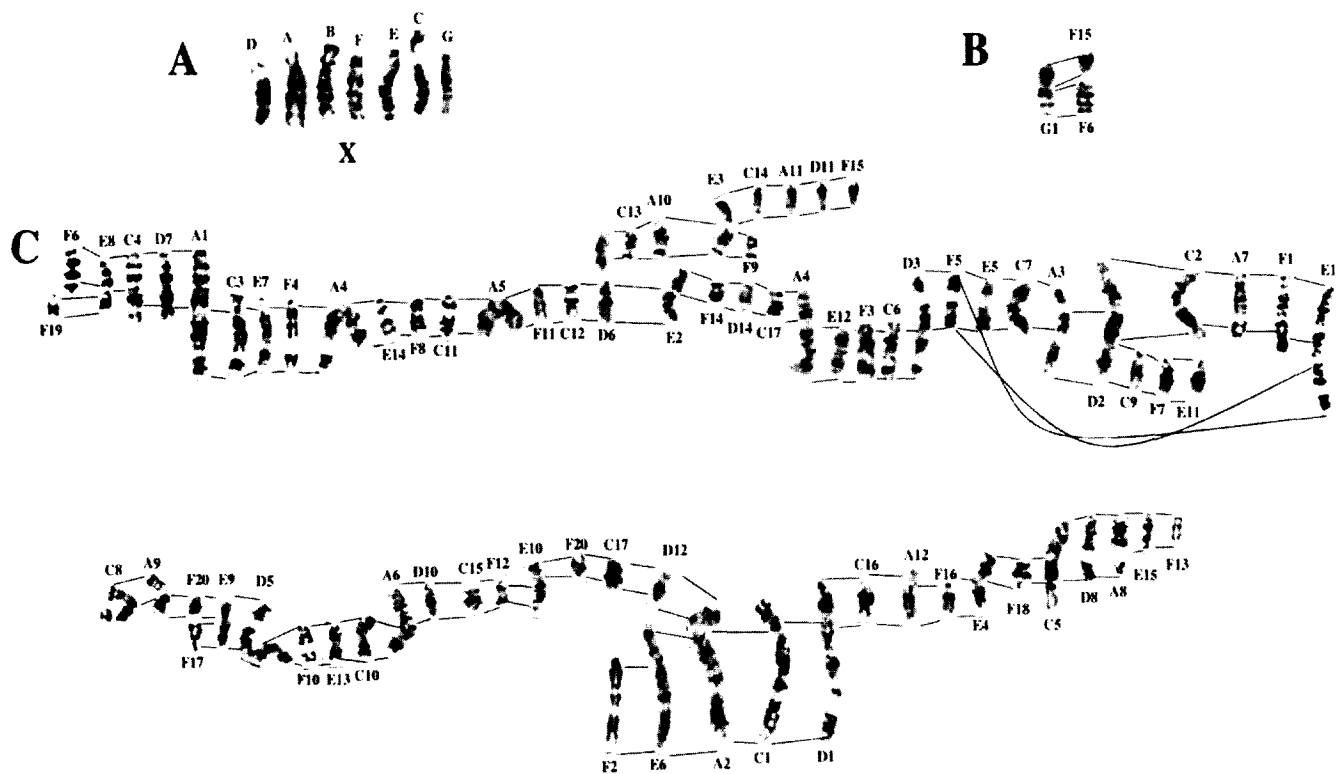 A D A B F E C G
X
B F15
G1 F6
C F6 E8 C4 D7 A1
F19
C3 E7 F4 A4
E14 F8 C11
A5
F11 C12 D6
C13 A10 E3 C14 A11 D11 F15
F9
E2 F14 D14 C17
A4
E12 F3 C6
D3 F5 E5 C7 A3
C2 A7 F1 E1
D2 C9 F7 E11
C8 A9 F20 E9 D5
F17
F10 E13 C10
A6 D10 C15 F12 E10 F20 C17 D12
F2 E6 A2 C1 D1
C16 A12 F16
E4 F18 C5
D8 A8 E15 F13